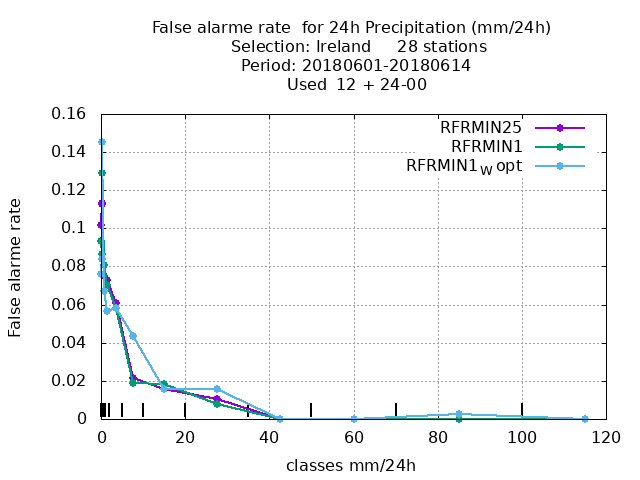 False alarme rate  for 24h Precipitation (mm/24h)
Selection: Ireland     28 stations
Period: 20180601-20180614
Used  12 + 24-00
RFRMIN25
RFRMIN1
RFRMIN1_W opt
False alarme rate
0.16
0.14
0.12
0.1
0.08
0.06
0.04
0.02
0
0 20 40 60 80 100 120
classes mm/24h